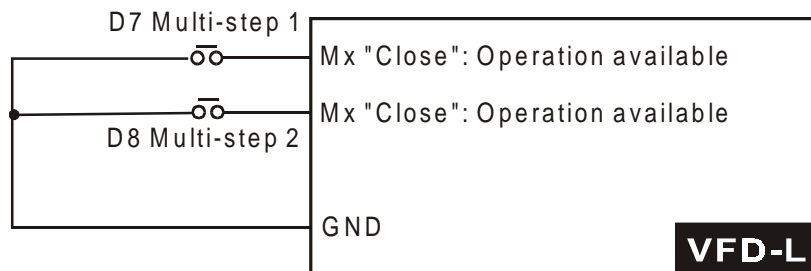 D7 Multi-step 1
Mx "Close": Operation available
Mx "Close": Operation available
D8 Multi-step 2
GND
VFD-L